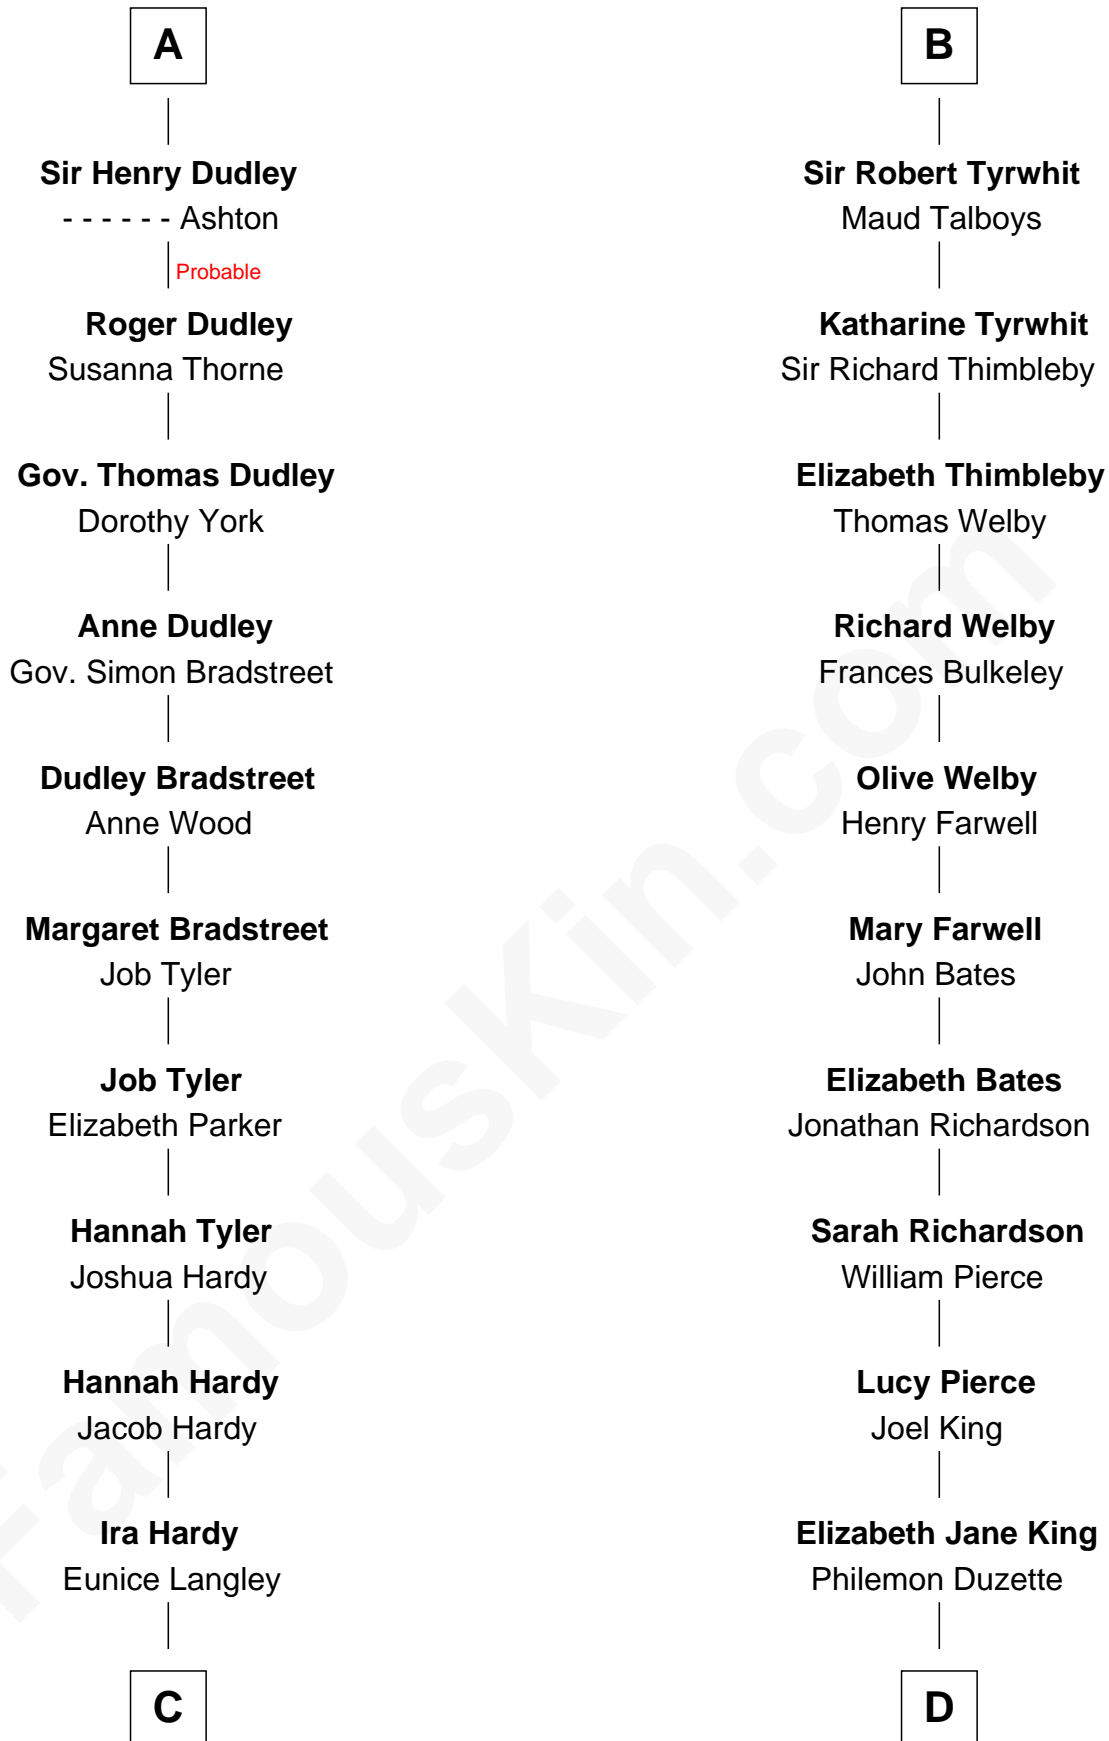 A
Sir Henry Dudley
- - - - - - Ashton
Probable
Roger Dudley
Susanna Thorne
Gov. Thomas Dudley
Dorothy York
Anne Dudley
Gov. Simon Bradstreet
Dudley Bradstreet
Anne Wood
Margaret Bradstreet
Job Tyler
Job Tyler
Elizabeth Parker
Hannah Tyler
Joshua Hardy
Hannah Hardy
Jacob Hardy
Ira Hardy
Eunice Langley
C
B
Sir Robert Tyrwhit
Maud Talboys
Katharine Tyrwhit
Sir Richard Thimbleby
Elizabeth Thimbleby
Thomas Welby
Richard Welby
Frances Bulkeley
Olive Welby
Henry Farwell
Mary Farwell
John Bates
Elizabeth Bates
Jonathan Richardson
Sarah Richardson
William Pierce
Lucy Pierce
Joel King
Elizabeth Jane King
Philemon Duzette
D
FamousKin.com